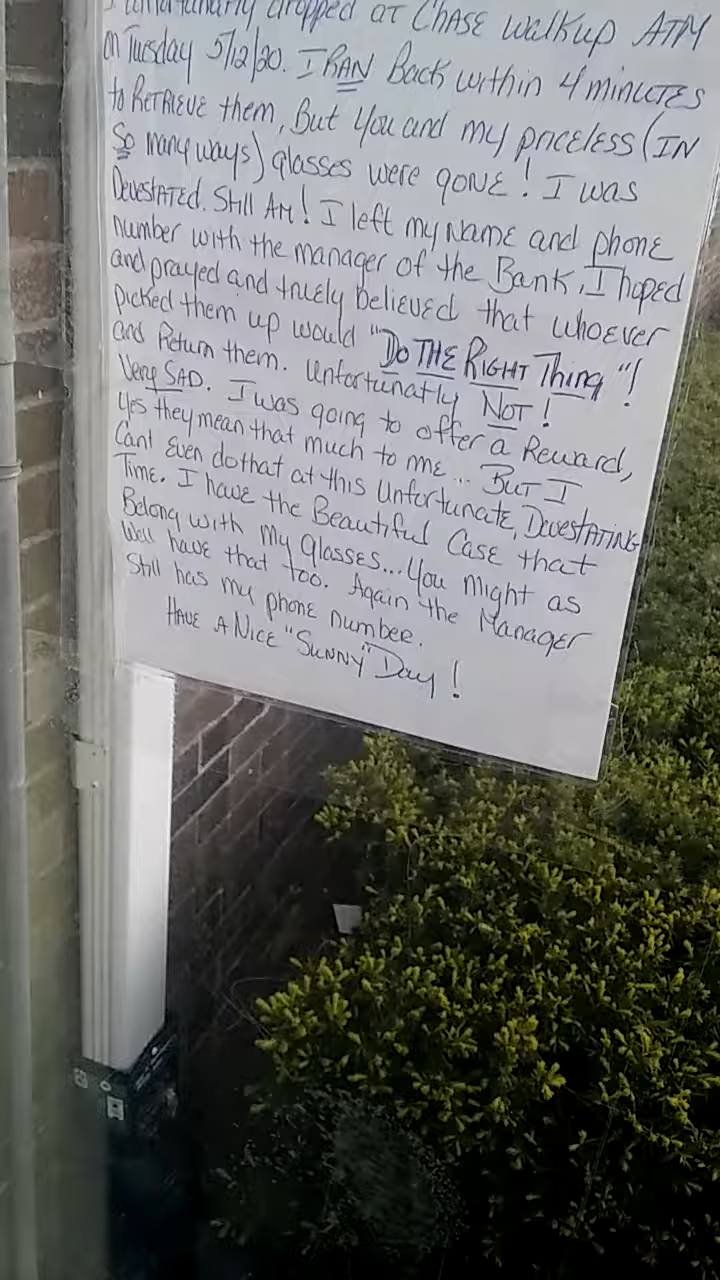 I unfortunatly dropped at Chase walkup ATM
on Tuesday 5/12/20. I RAN Back within 4 minutes
to Retrieve them, But you and my priceless (IN
So many ways) glasses were gone! I was
Devestated. Still Am! I left my Name and phone
number with the manager of the Bank, I hoped
and prayed and truely believed that whoever
picked them up would "Do THE RIGHT Thing"!
and Return them. Unfortunatly NOT!
Very SAD. I was going to offer a Reward,
Yes they mean that much to me... But I
Cant Even do that at this Unfortunate, Devestating
Time. I have the Beautiful Case that
Belong with my glasses... You might as
Well have that too. Again the Manager
Still has my phone number.
HAVE A NICE "SUNNY" Day!